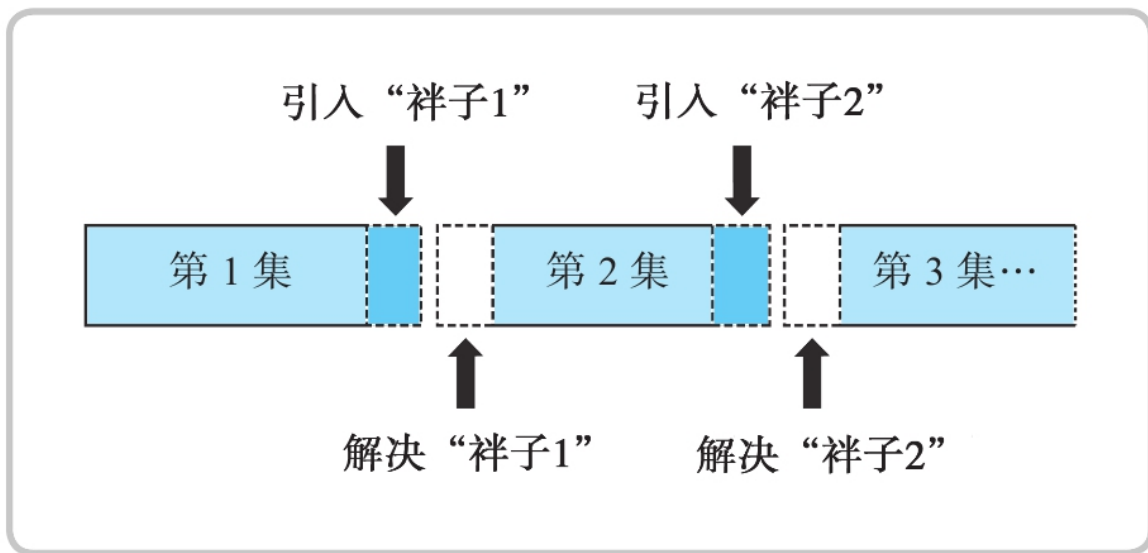 引入“袢子1” 引入“袢子2”
第 1 集 第 2 集 第 3 集…
解决“袢子1” 解决“袢子2”